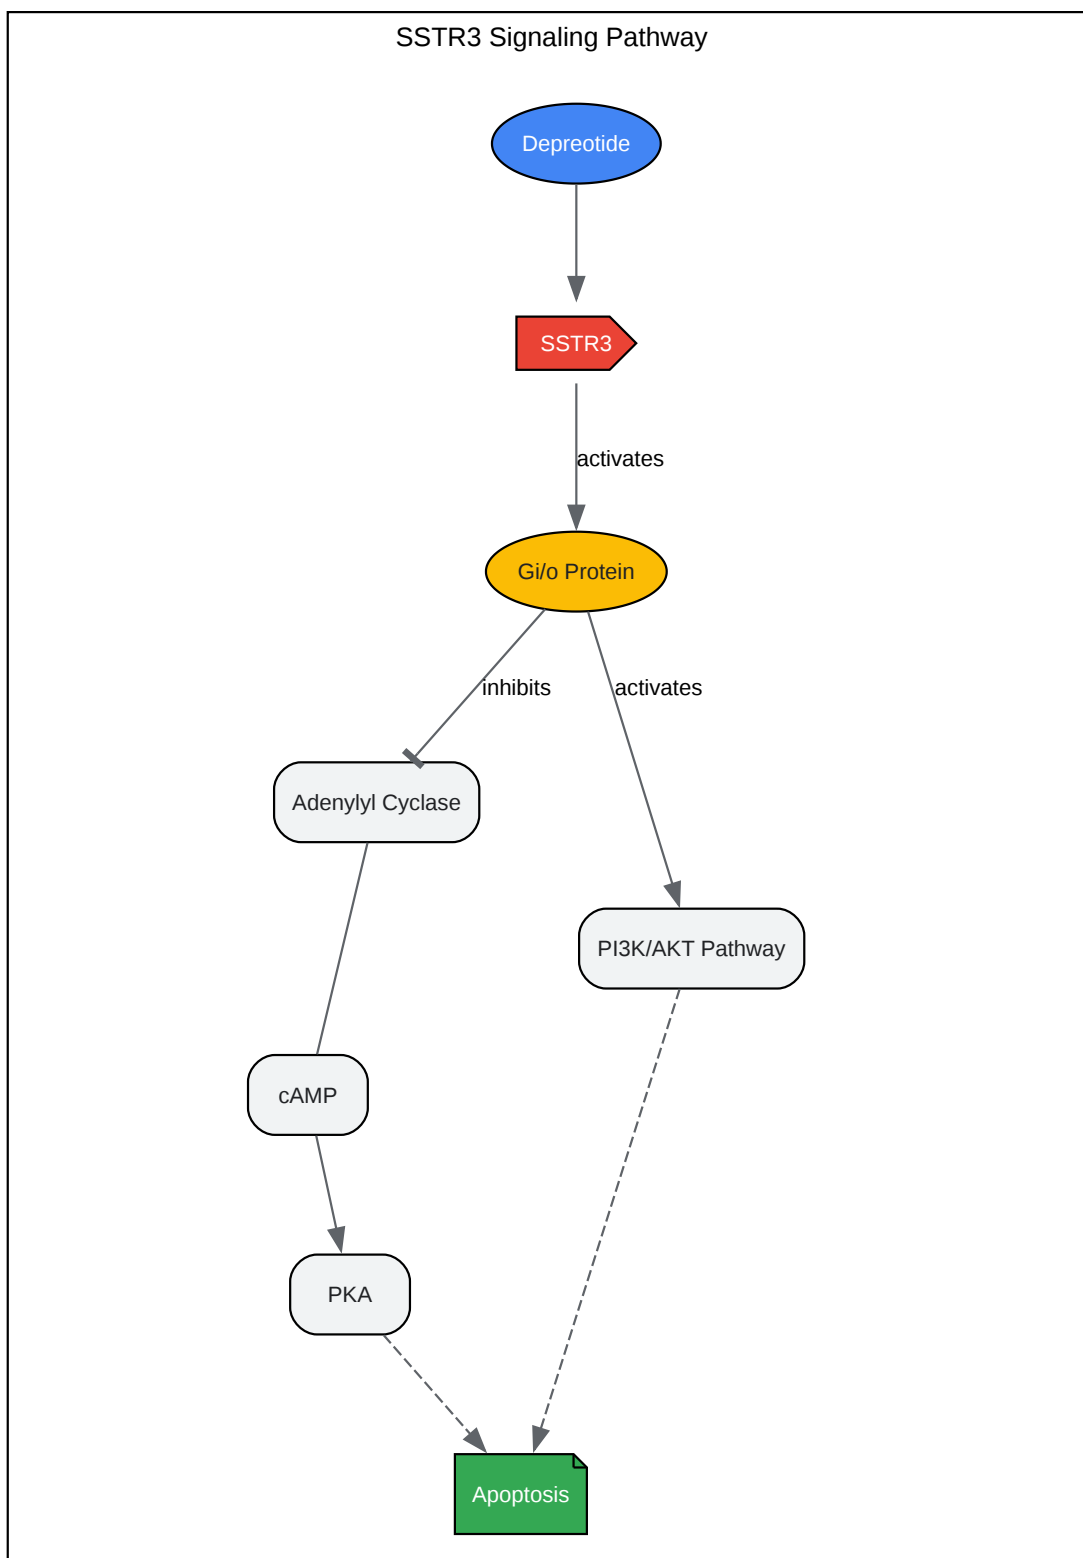 SSTR3 Signaling Pathway
Depreotide
SSTR3
activates
Gi/o Protein
inhibits
activates
Adenylyl Cyclase
PI3K/AKT Pathway
cAMP
PKA
Apoptosis